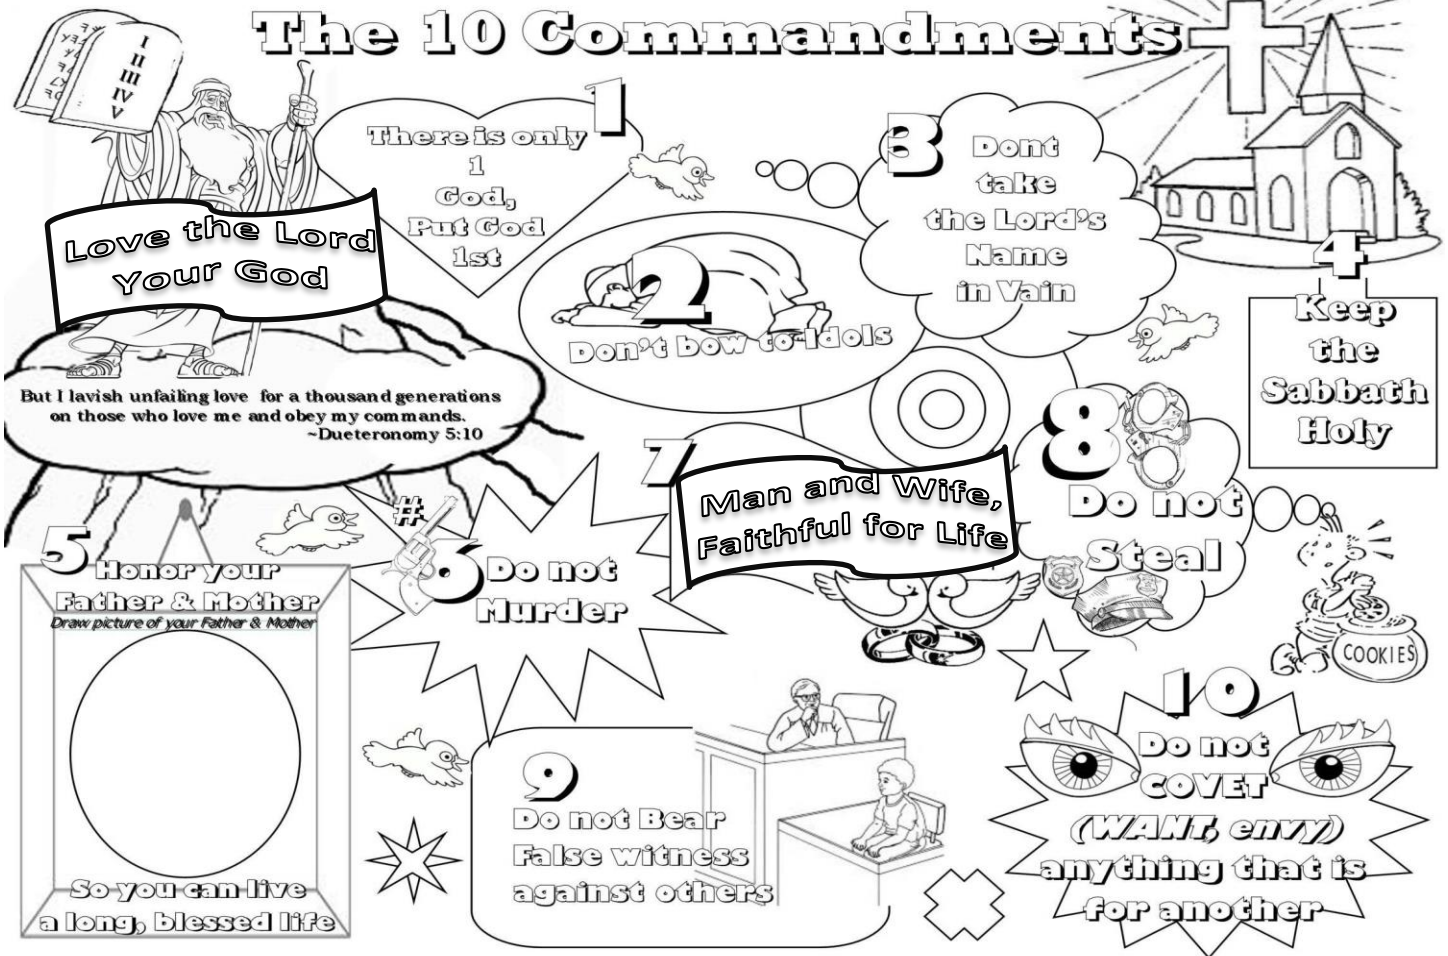 The 10 Commandments
I
II
III
IV
V
Love the Lord
Your God
But I lavish unfailing love for a thousand generations
on those who love me and obey my commands.
~Dueteronomy 5:10
1
There is only
1
God,
Put God
1st
2
Don't bow to Idols
3
Dont
take
the Lord's
Name
in Vain
4
Keep
the
Sabbath
Holy
5
Honor your
Father & Mother
Draw picture of your Father & Mother
So you can live
a long, blessed life
#
6
Do not
Murder
7
Man and Wife,
Faithful for Life
8
Do not
Steal
COOKIES
9
Do not Bear
False witness
against others
10
Do not
COVET
(WANT, envy)
anything that is
for another